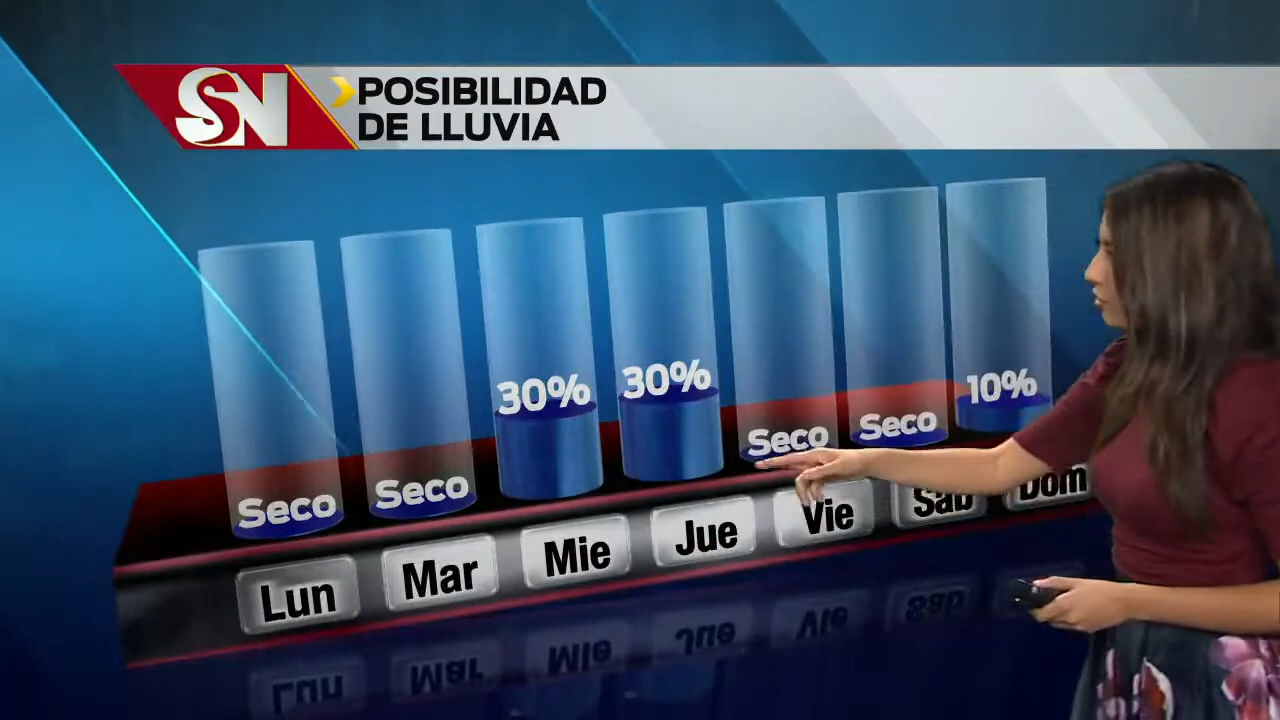 SN
POSIBILIDAD
DE LLUVIA
Seco
Seco
30%
30%
Seco
Seco
10%
Lun
Mar
Mie
Jue
Vie
Sab
Dom